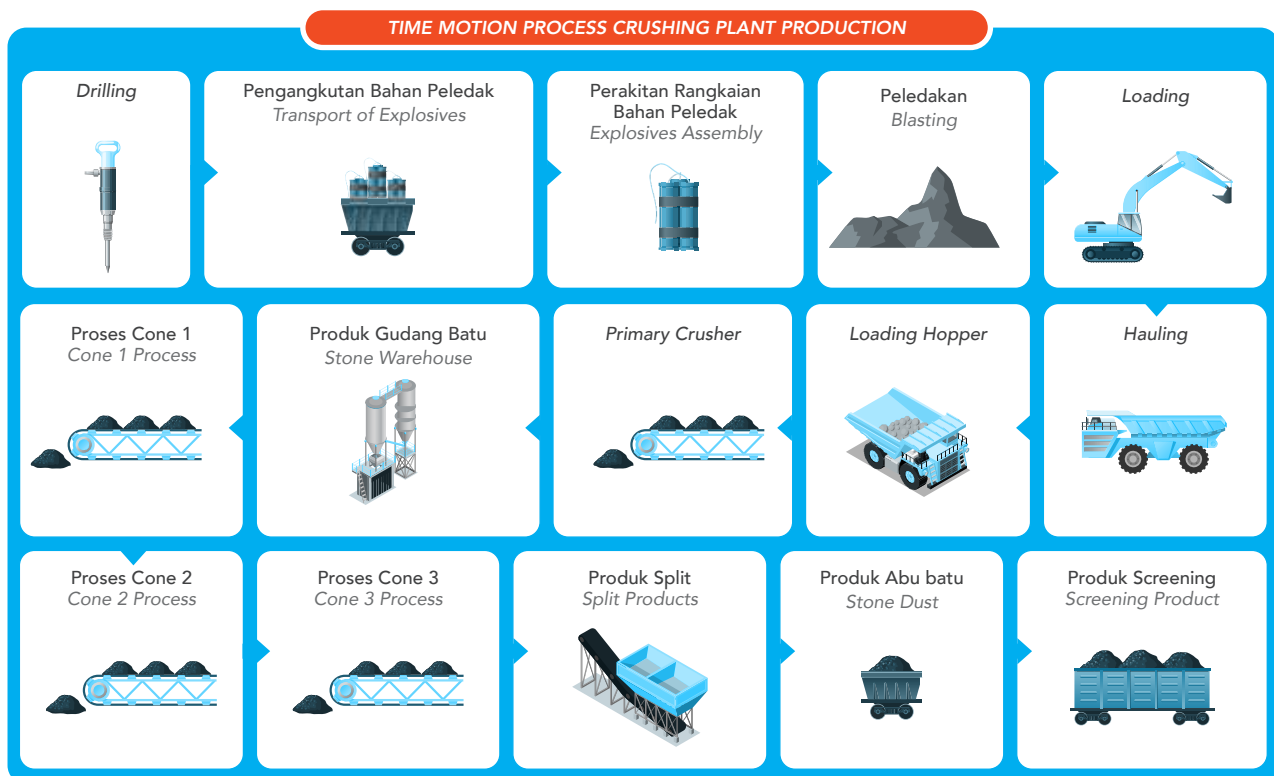 TIME MOTION PROCESS CRUSHING PLANT PRODUCTION
Drilling
Pengangkutan Bahan Peledak
Transport of Explosives
Perakitan Rangkaian
Bahan Peledak
Explosives Assembly
Peledakan
Blasting
Loading
Proses Cone 1
Cone 1 Process
Produk Gudang Batu
Stone Warehouse
Primary Crusher
Loading Hopper
Hauling
Proses Cone 2
Cone 2 Process
Proses Cone 3
Cone 3 Process
Produk Split
Split Products
Produk Abu batu
Stone Dust
Produk Screening
Screening Product